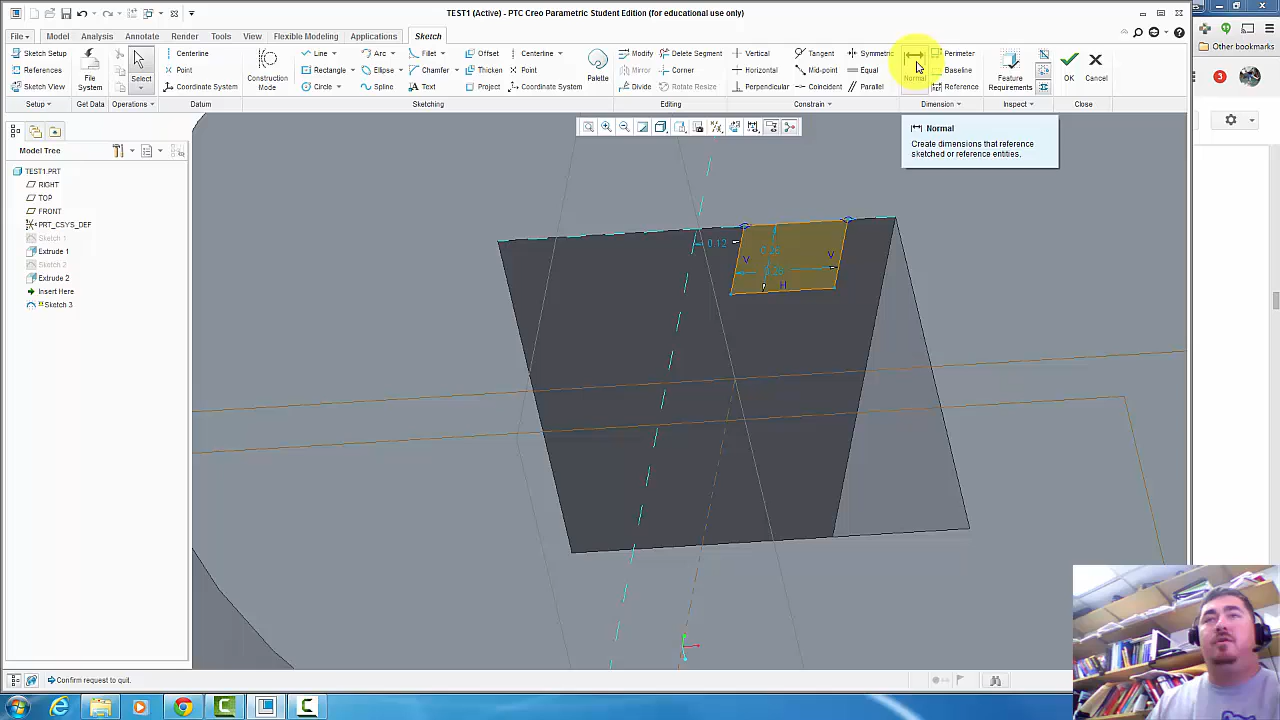 TEST1 (Active) - PTC Creo Parametric Student Edition (for educational use only)
File Model Analysis Annotate Render Tools View Flexible Modeling Applications Sketch
Other bookmarks
Sketch Setup
References
Sketch View
Setup
File System
Get Data
Select
Operations
Centerline
Point
Coordinate System
Datum
Construction Mode
Line
Rectangle
Circle
Arc
Ellipse
Spline
Fillet
Chamfer
Text
Offset
Thicken
Project
Centerline
Point
Coordinate System
Palette
Sketching
Modify
Divide
Delete Segment
Corner
Rotate Resize
Mirror
Editing
Vertical
Horizontal
Perpendicular
Tangent
Mid-point
Coincident
Symmetric
Equal
Parallel
Constrain
Normal
Perimeter
Baseline
Reference
Dimension
Feature Requirements
Inspect
OK
Cancel
Close
3
Normal
Create dimensions that reference
sketched or reference entities.
Model Tree
TEST1.PRT
RIGHT
TOP
FRONT
PRT_CSYS_DEF
Sketch 1
Extrude 1
Sketch 2
Extrude 2
Insert Here
Sketch 3
0.12
V
V
H
Confirm request to quit.